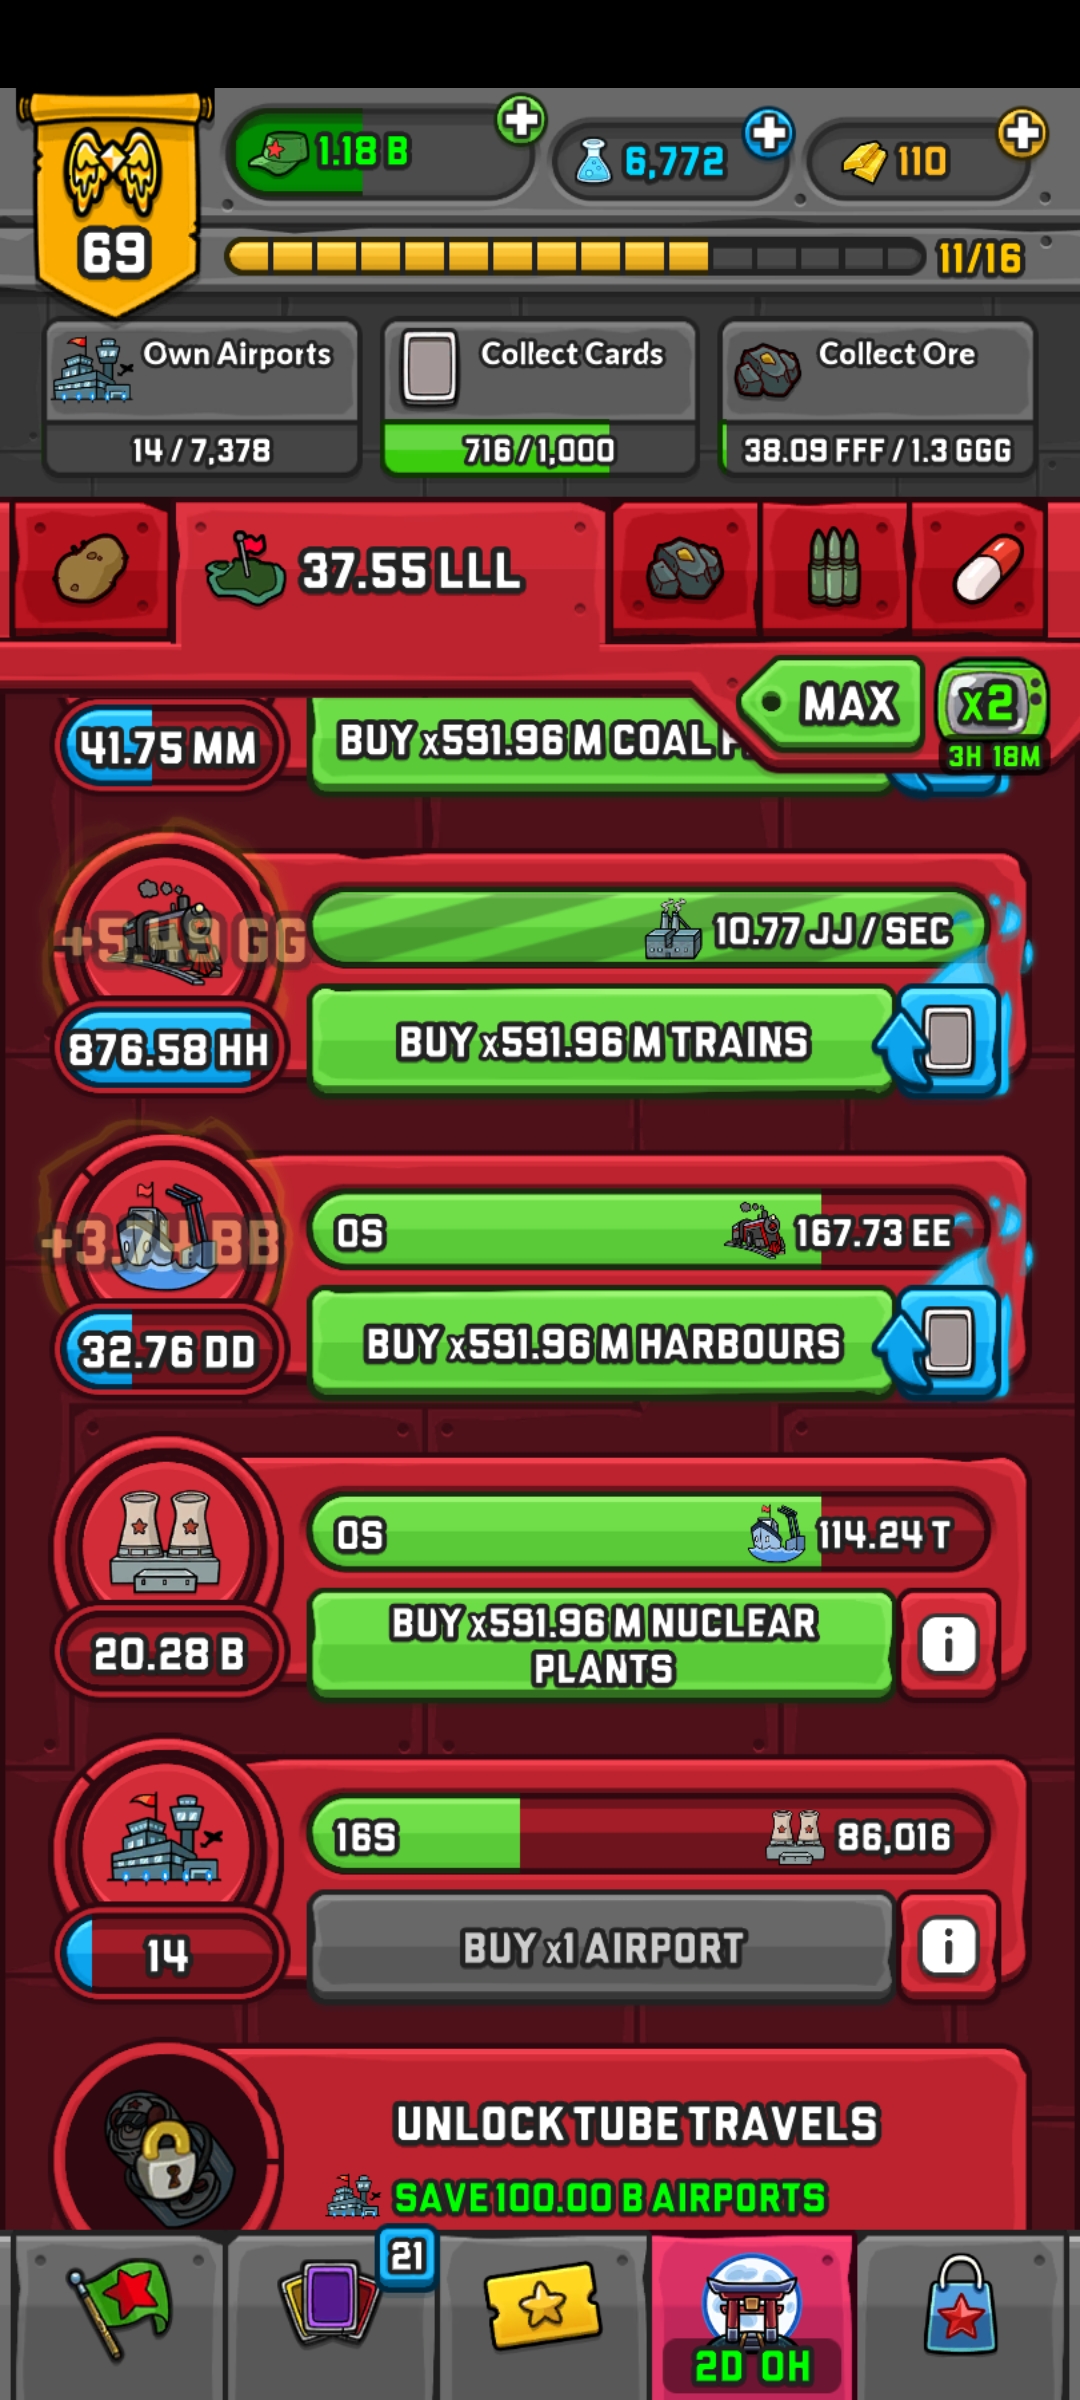 1.18 B
6,772
110
69
11/16
Own Airports
14 / 7,378
Collect Cards
716 / 1,000
Collect Ore
38.09 FFF / 1.3 GGG
37.55 LLL
MAX
x2
3H 18M
41.75 MM
BUY x591.96 M COAL
+5.49 GG
10.77 JJ / SEC
876.58 HH
BUY x591.96 M TRAINS
+3.74 BB
0S
167.73 EE
32.76 DD
BUY x591.96 M HARBOURS
0S
114.24 T
20.28 B
BUY x591.96 M NUCLEAR
PLANTS
i
16S
86,016
14
BUY x1 AIRPORT
i
UNLOCK TUBE TRAVELS
SAVE 100.00 B AIRPORTS
21
2D 0H